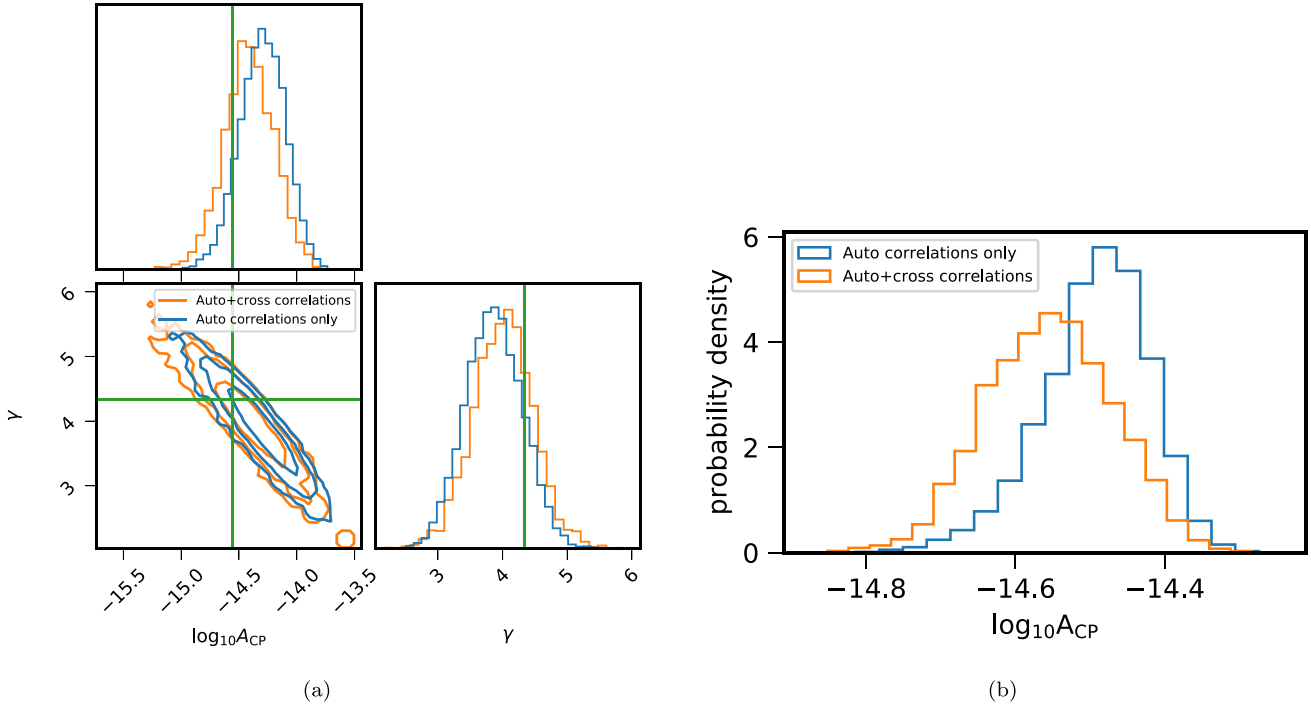 6
5
4
3
γ
Auto+cross correlations
Auto correlations only
−15.5
−15.0
−14.5
−14.0
−13.5
log₁₀A_CP
3
4
5
6
γ
(a)
probability density
6
4
2
0
Auto correlations only
Auto+cross correlations
−14.8
−14.6
−14.4
log₁₀A_CP
(b)